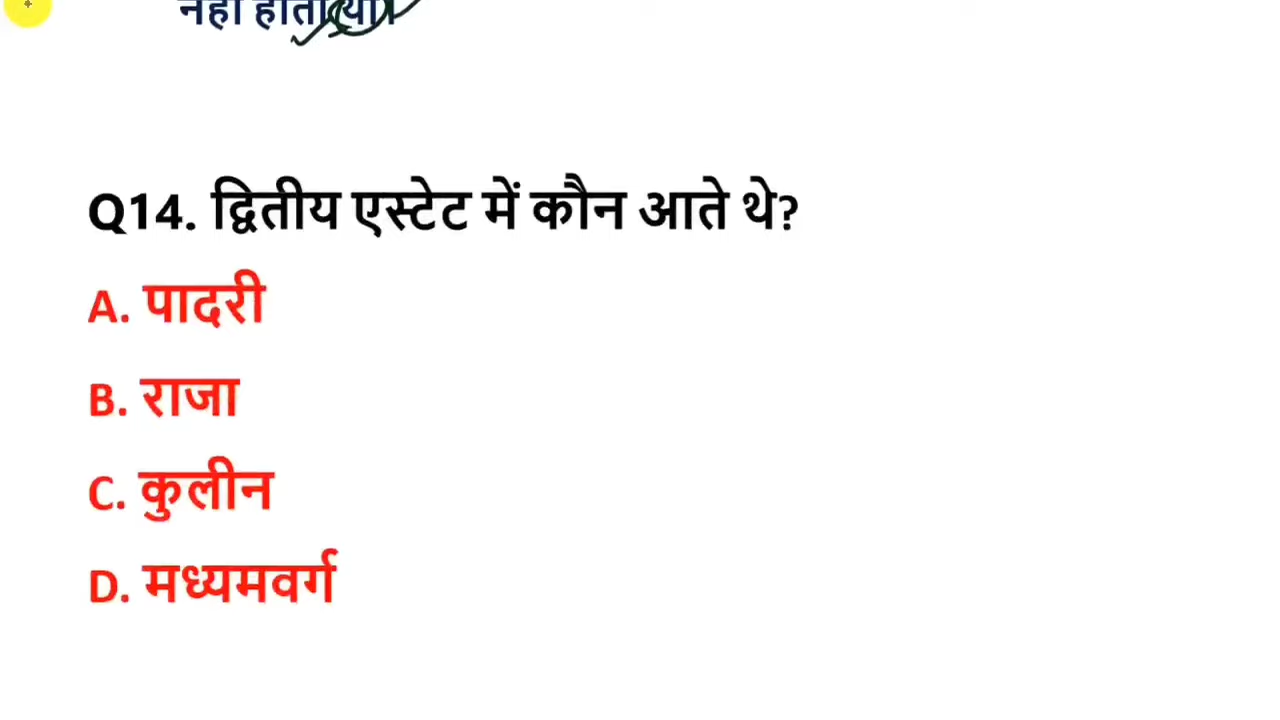 नहीं होता था।
Q14. द्वितीय एस्टेट में कौन आते थे?
A. पादरी
B. राजा
C. कुलीन
D. मध्यमवर्ग